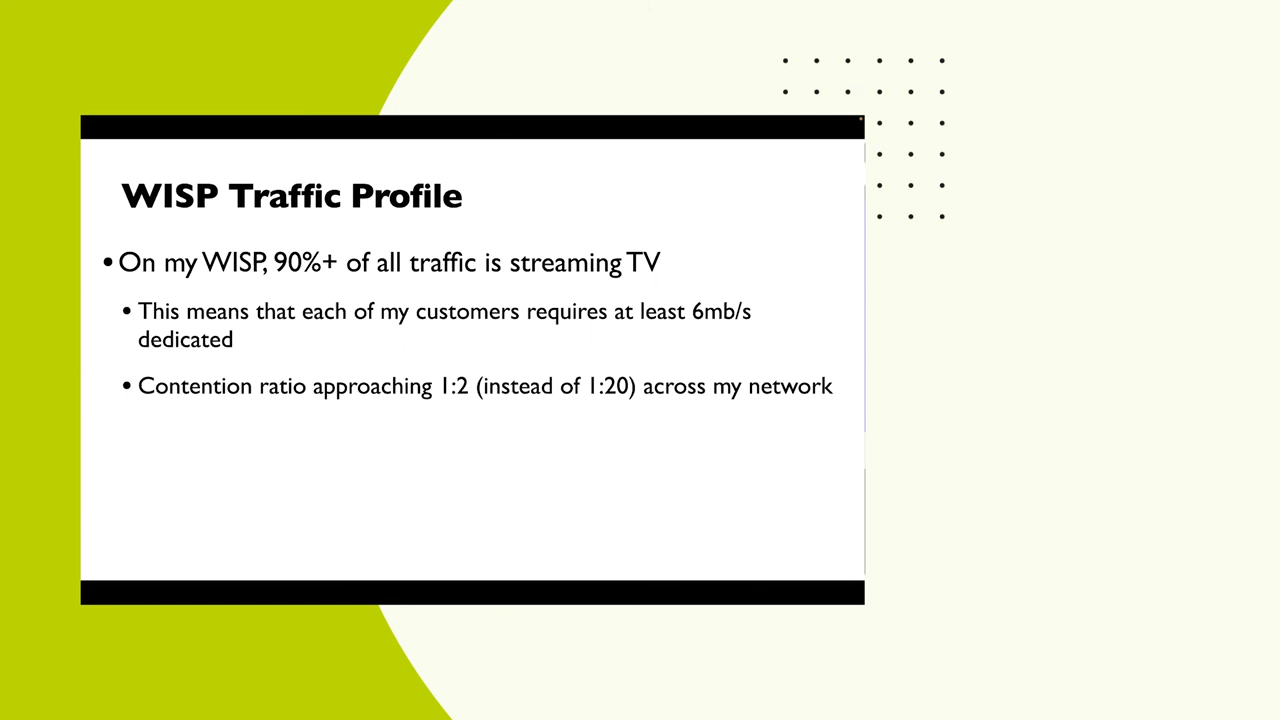 WISP Traffic Profile
• On my WISP, 90%+ of all traffic is streaming TV
• This means that each of my customers requires at least 6mb/s
dedicated
• Contention ratio approaching 1:2 (instead of 1:20) across my network